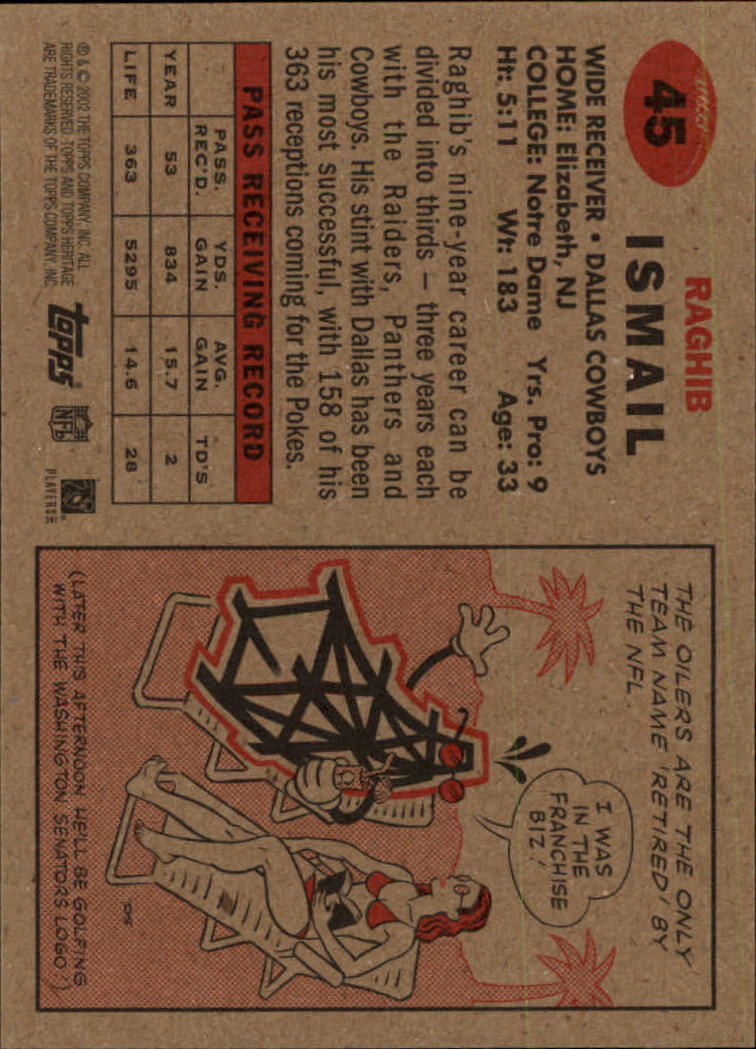 45
RAGHIB
ISMAIL
WIDE RECEIVER • DALLAS COWBOYS
HOME: Elizabeth, NJ
COLLEGE: Notre Dame Yrs. Pro: 9
Ht: 5:11 Wt: 183 Age: 33
Raghib's nine-year career can be
divided into thirds — three years each
with the Raiders, Panthers and
Cowboys. His stint with Dallas has been
his most successful, with 158 of his
363 receptions coming for the Pokes.
PASS RECEIVING RECORD
PASS. REC'D. YDS. GAIN AVG. GAIN TD'S
YEAR 53 834 15.7 2
LIFE 363 5295 14.6 28
® & © 2002 THE TOPPS COMPANY, INC. ALL
RIGHTS RESERVED. TOPPS AND TOPPS HERITAGE
ARE TRADEMARKS OF THE TOPPS COMPANY, INC.
topps
NFL
PLAYERS
THE OILERS ARE THE ONLY
TEAM NAME 'RETIRED' BY
THE NFL.
I WAS
IN THE
FRANCHISE
BIZ!
(LATER THIS AFTERNOON WE'LL BE GOLFING
WITH THE WASHINGTON SENATORS LOGO!)